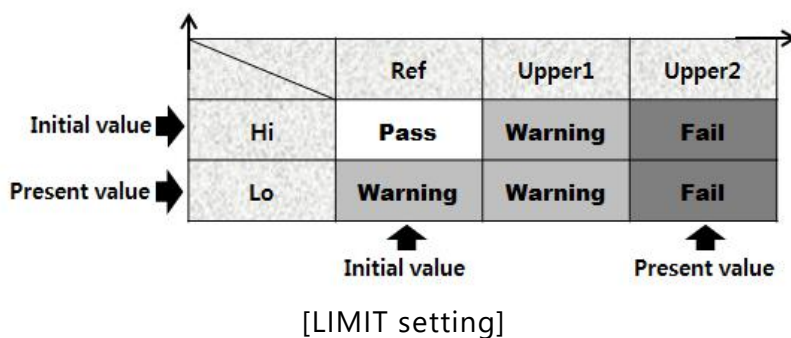 Ref Upper1 Upper2
Initial value Hi Pass Warning Fail
Present value Lo Warning Warning Fail
Initial value Present value
[LIMIT setting]